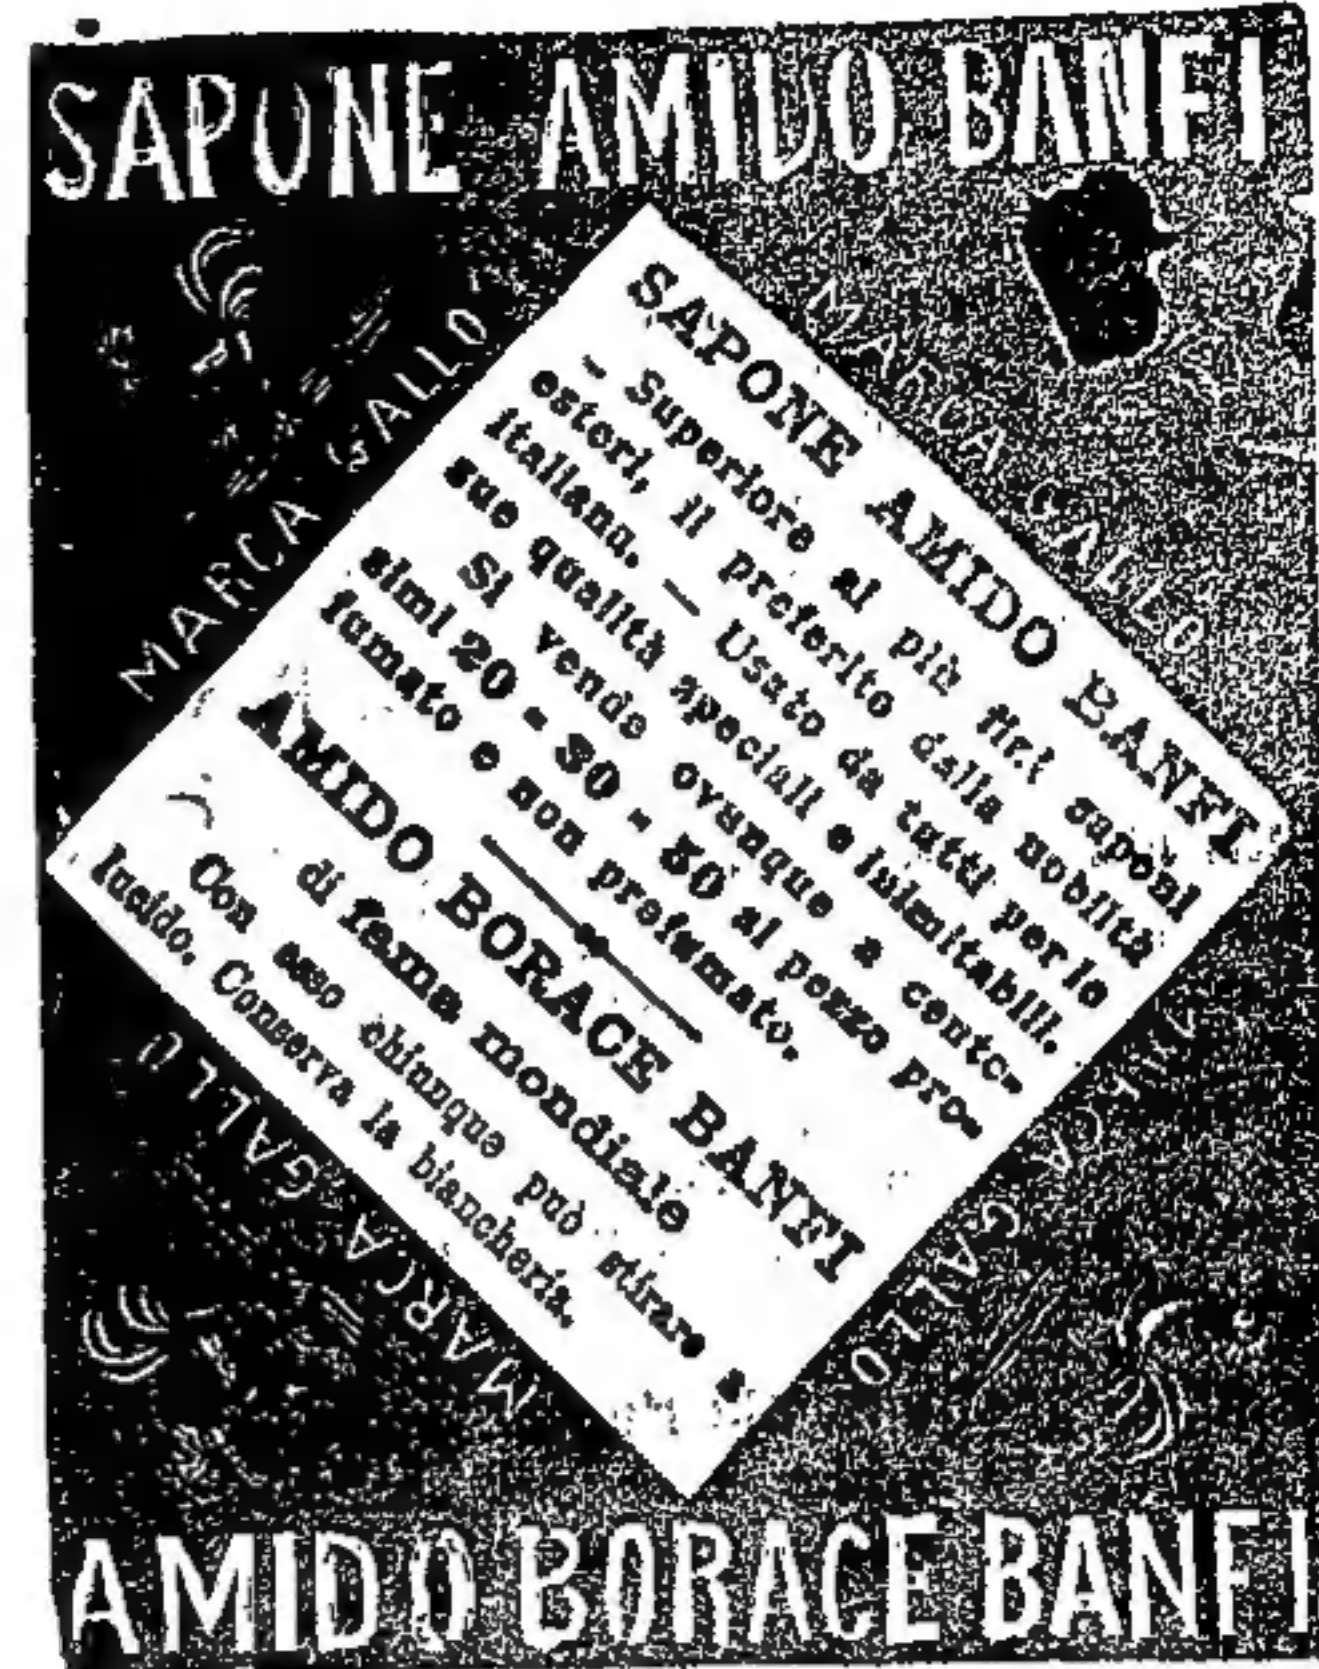 SAPONE AMIDO BANFI
MARCA GALLO
MARCA GALLO
SAPONE AMIDO BANFI
- Superiore ai più fini saponi
esteri, il preferito dalla nobiltà
italiana. — Usato da tutti per le
sue qualità speciali e inimitabili.
Si vende ovunque a cente-
simi 20 - 30 - 50 al pezzo pro-
fumato e non profumato.
AMIDO BORACE BANFI
di fama mondiale
Con esso chiunque può stirare a
lucido. Conserva la biancheria.
MARCA GALLO
MARCA GALLO
AMIDO BORACE BANFI